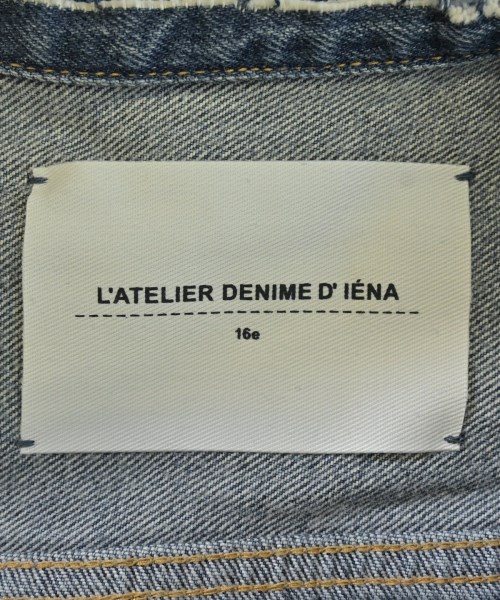 L'ATELIER DENIME D' IÉNA
16e